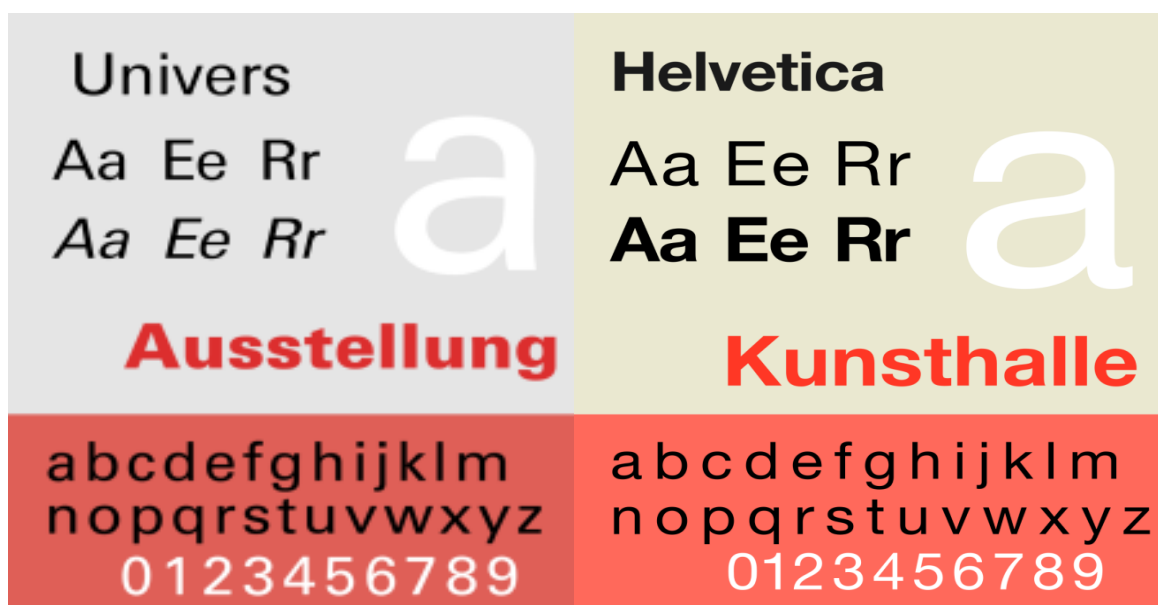 Univers
Aa Ee Rr
Aa Ee Rr
a
Ausstellung
abcdefghijklm
nopqrstuvwxyz
0123456789
Helvetica
Aa Ee Rr
Aa Ee Rr
a
Kunsthalle
abcdefghijklm
nopqrstuvwxyz
0123456789